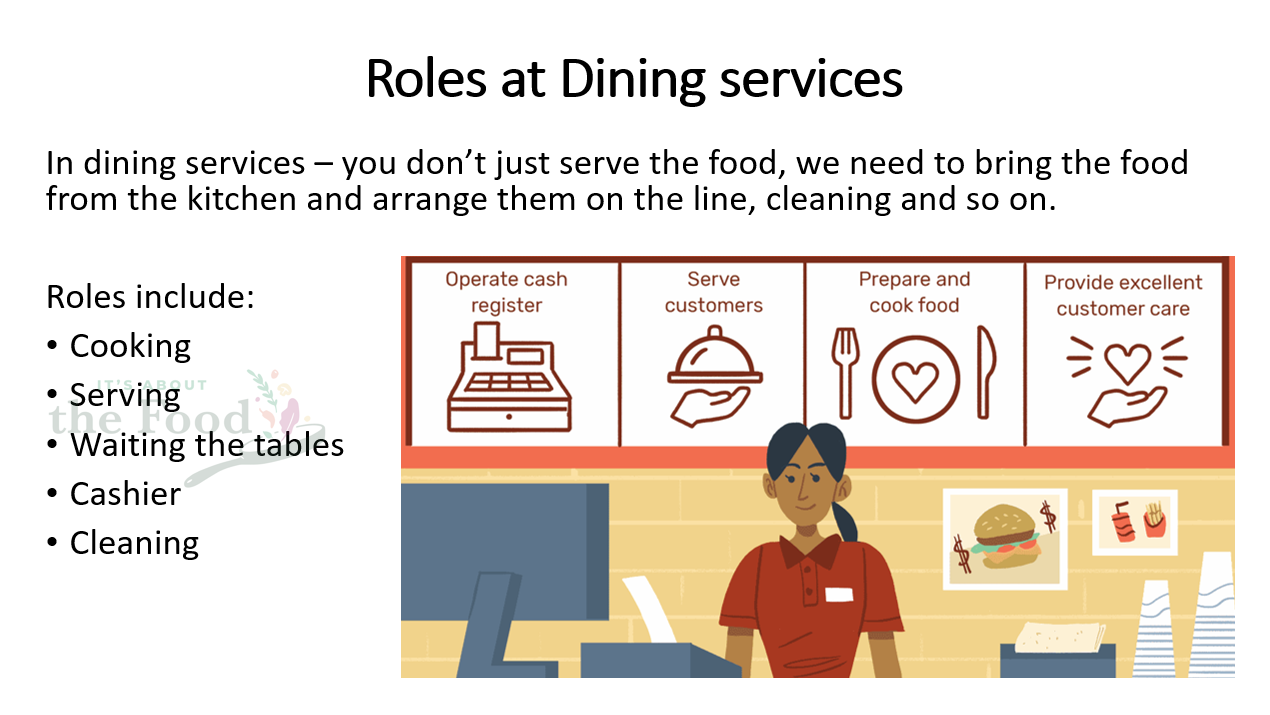 Roles at Dining services
In dining services – you don’t just serve the food, we need to bring the food
from the kitchen and arrange them on the line, cleaning and so on.
Roles include:
• Cooking
• Serving
• Waiting the tables
• Cashier
• Cleaning
IT'S ABOUT
the Food
Operate cash
register
Serve
customers
Prepare and
cook food
Provide excellent
customer care
$
$